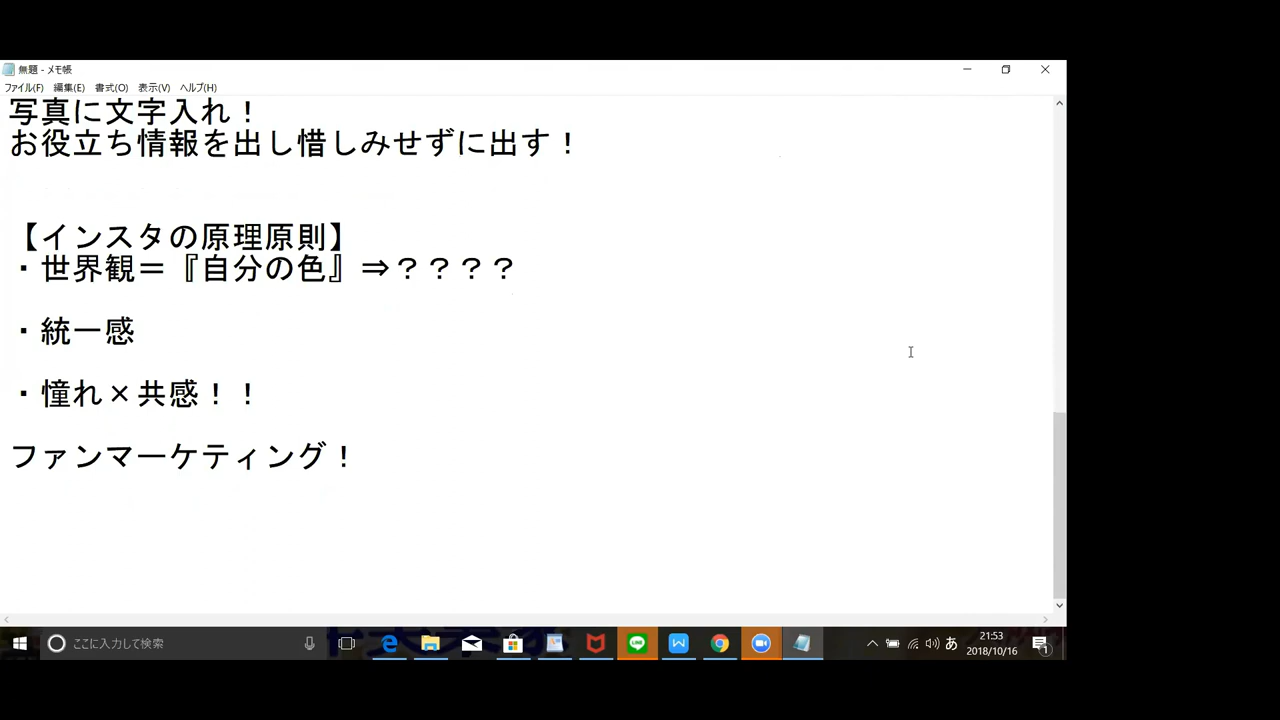 無題 - メモ帳
ファイル(F) 編集(E) 書式(O) 表示(V) ヘルプ(H)
写真に文字入れ！
お役立ち情報を出し惜しみせずに出す！
【インスタの原理原則】
・世界観＝『自分の色』⇒？？？？
・統一感
・憧れ×共感！！
ファンマーケティング！
ここに入力して検索
あ
21:53
2018/10/16
1